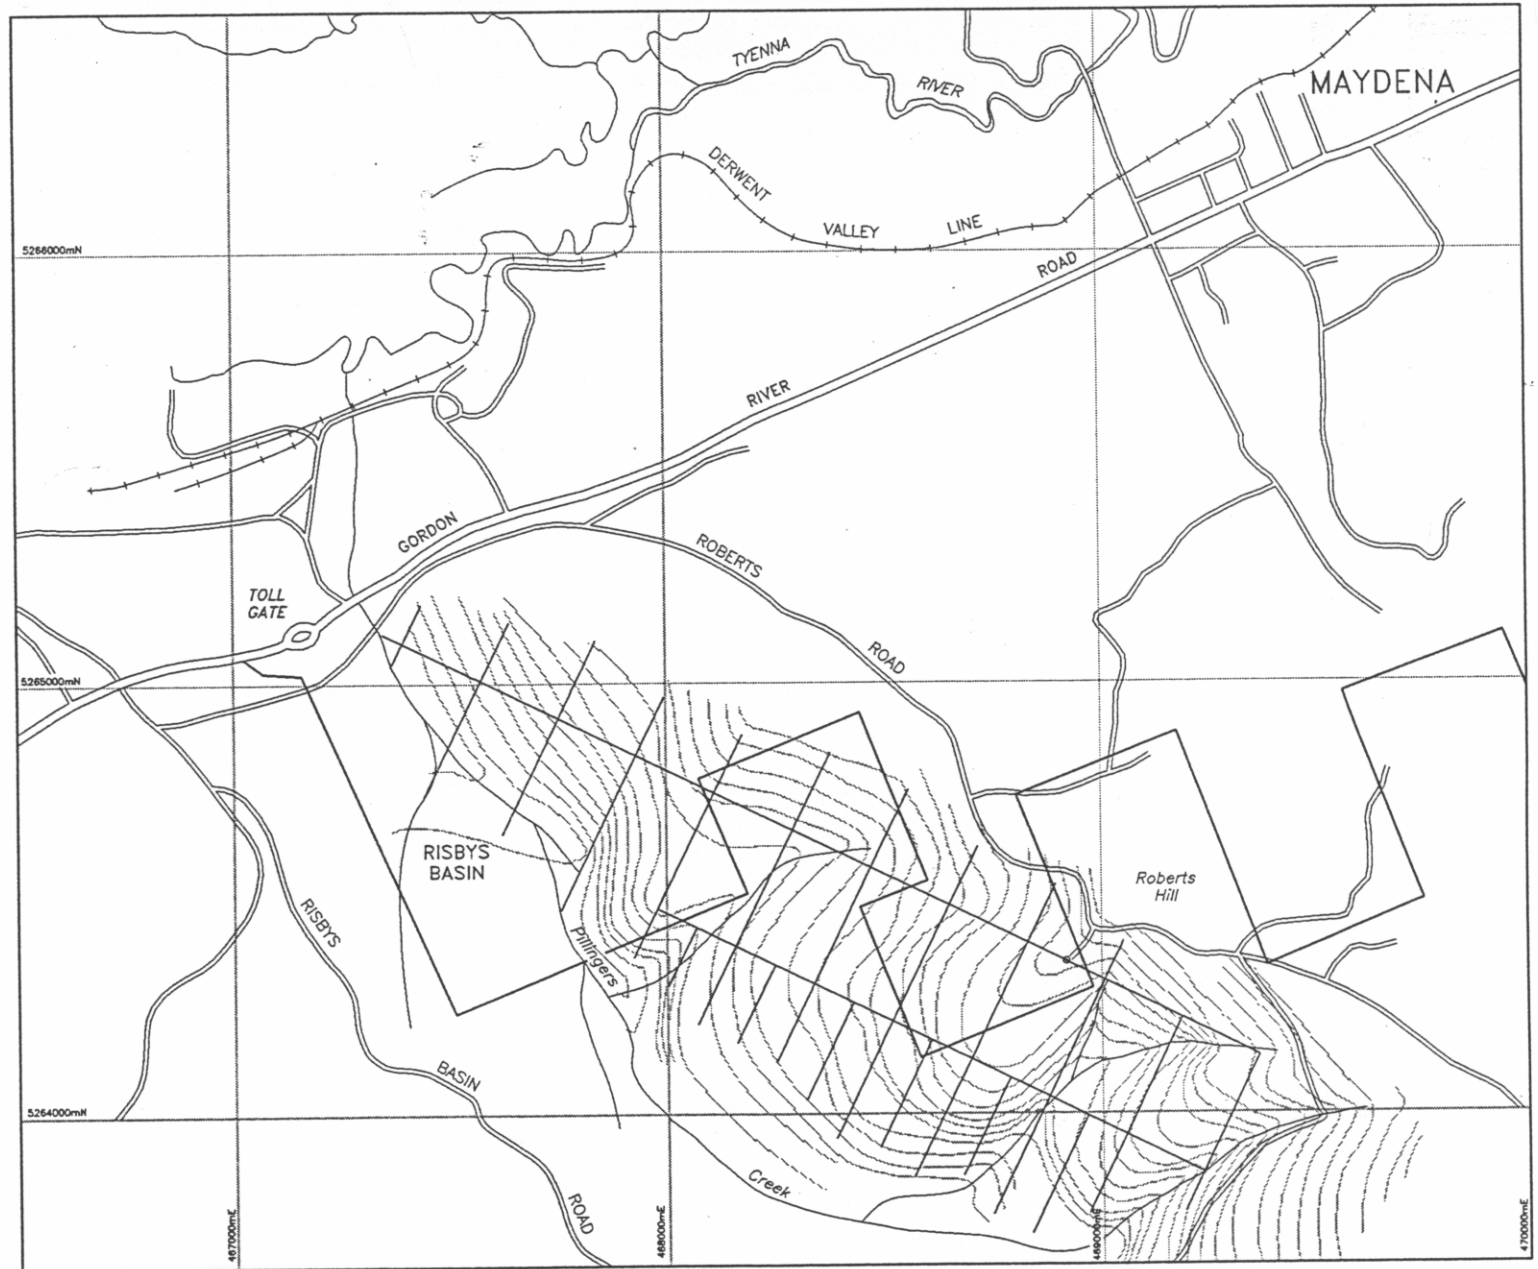 TYENNA
RIVER
MAYDENA
DERWENT
VALLEY
LINE
5266000mN
ROAD
RIVER
GORDON
ROBERTS
TOLL
GATE
ROAD
5265000mN
RISBYS
BASIN
Roberts
Hill
RISBYS
Pillingers
BASIN
5264000mN
Creek
ROAD
467000mE
468000mE
469000mE
470000mE